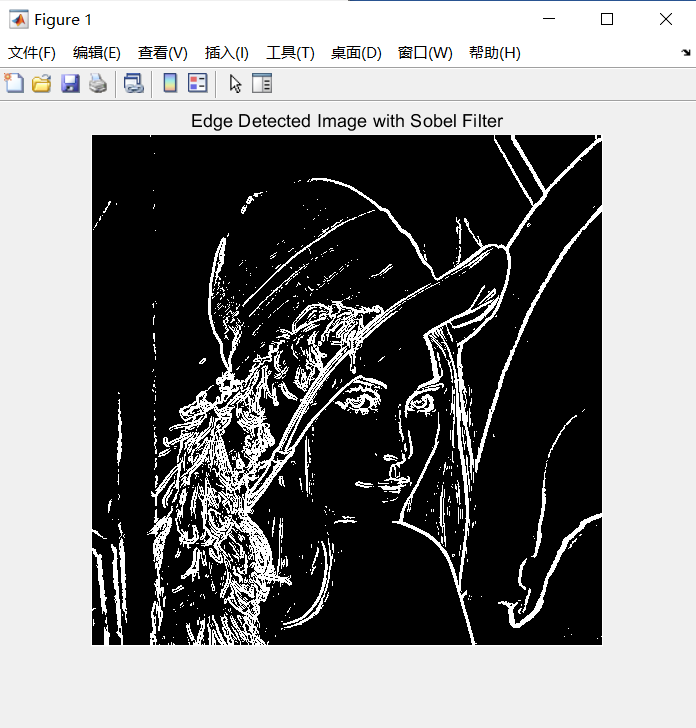 Figure 1
文件(F) 编辑(E) 查看(V) 插入(I) 工具(T) 桌面(D) 窗口(W) 帮助(H)
Edge Detected Image with Sobel Filter